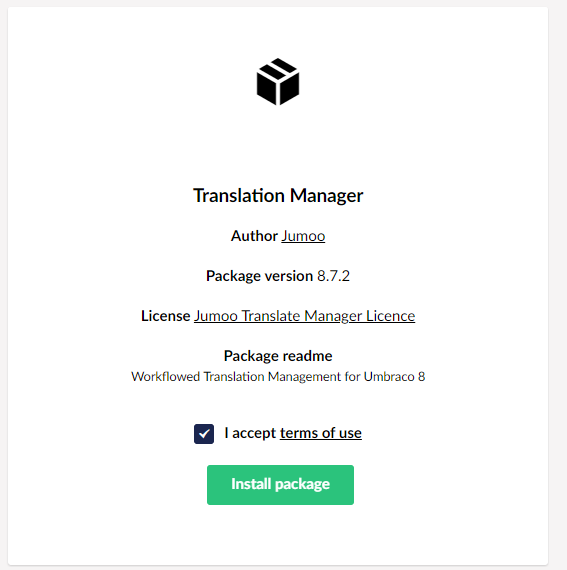 Translation Manager
Author Jumoo
Package version 8.7.2
License Jumoo Translate Manager Licence
Package readme
Workflowed Translation Management for Umbraco 8
I accept terms of use
Install package